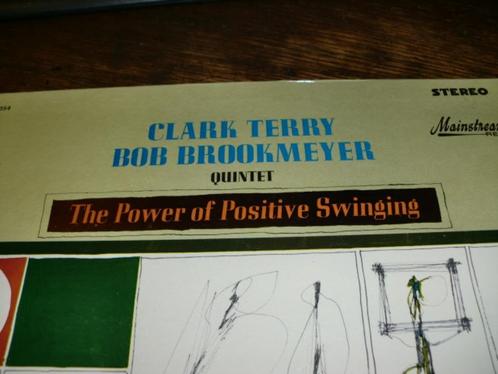 STEREO
CLARK TERRY
BOB BROOKMEYER
QUINTET
The Power of Positive Swinging